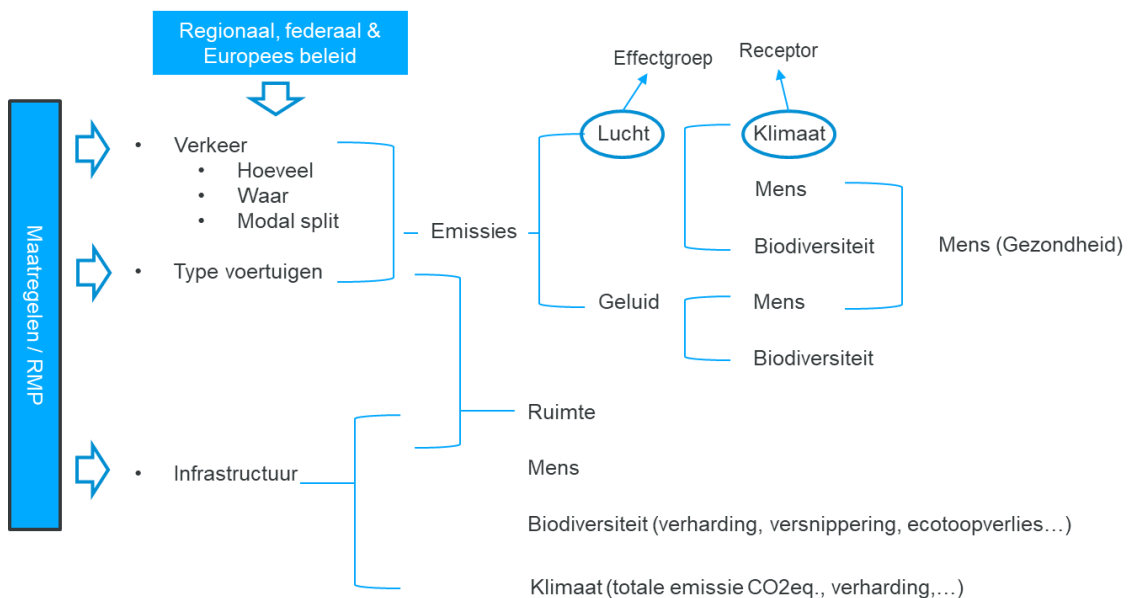 Regionaal, federaal &
Europees beleid
Effectgroep
Receptor
Maatregelen / RMP
• Verkeer
• Hoeveel
• Waar
• Modal split
• Type voertuigen
• Infrastructuur
Emissies
Lucht
Klimaat
Mens
Biodiversiteit
Mens (Gezondheid)
Geluid
Mens
Biodiversiteit
Ruimte
Mens
Biodiversiteit (verharding, versnippering, ecotoopverlies…)
Klimaat (totale emissie CO2eq., verharding,…)